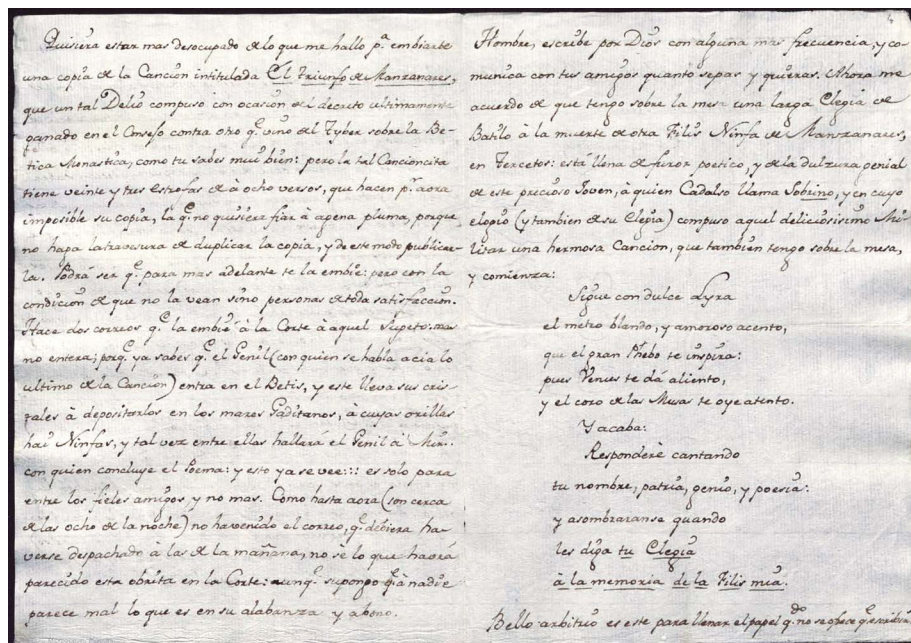 Quisiera estar mas desocupado de lo que me hallo pª. embiarte
una copia de la Cancion intitulada El Triunfo de Manzanares,
que un tal Delio compuso con ocasion del decreto ultimamente
ganado en el Consejo contra otro q.e vino del Tyber sobre la Be-
tica Monastica, como tu sabes mui bien: pero la tal Cancioncita
tiene veinte y tres estrofas de à ocho versos, que hacen pr. aora
imposible su copia, la q.e no quisiera fiar à agena pluma, porque
no haga la travesura de duplicar la copia, y de este modo publicar-
la. Podrá ser q.e para mas adelante te la embie: pero con la
condicion de que no la vean sino personas de toda satisfaccion.
Hace dos correos q.e la embié à la Corte à aquel Sugeto: mas
no entera; porq.e ya sabes q.e el Genil (con quien se habla acia lo
ultimo de la Cancion) entra en el Betis, y este lleva sus cris-
tales à depositarlos en los mares Gaditanos, à cuyas orillas
hai Ninfas, y tal vez entre ellas hallará el Genil à Mir.
con quien concluye el Poema: y esto ya se vee::: es solo para
entre los fieles amigos, y no mas. Como hasta aora (son cerca
de las ocho de la noche) no ha venido el correo, q.e debiera ha-
verse despachado à las de la mañana, no sè lo que havrá
parecido esta obrita en la Corte: aunq.e supongo q.e à nadie
parece mal lo que es en su alabanza y abono.
Hombre, escribe por Dios con alguna mas frecuencia, y co-
munica con tus amigos quanto sepas y quieras. Ahora me
acuerdo de que tengo sobre la mesa una larga Elegia de
Batilo à la muerte de otra Filis Ninfa de Manzanares,
en Tercetos: està llena de furor poetico, y de la dulzura genial
de este precioso Joven, à quien Cadalso llama Sobrino, y en cuyo
elogio (y tambien de su Elegia) compuso aquel deliciosisimo Mi-
litar una hermosa Cancion, que tambien tengo sobre la mesa,
y comienza:
Sigue con dulce Lyra
el metro blando, y amoroso acento,
que el gran Phebo te inspira:
pues Venus te dá aliento,
y el coro de las Musas te oye atento.
Y acaba:
Responderè cantando
tu nombre, patria, genio, y poesia:
y asombraranse quando
les diga tu Elegia
à la memoria de la Filis mia.
Bello arbitrio es este para llenar el papel q.do no se ofrece q.e escribir